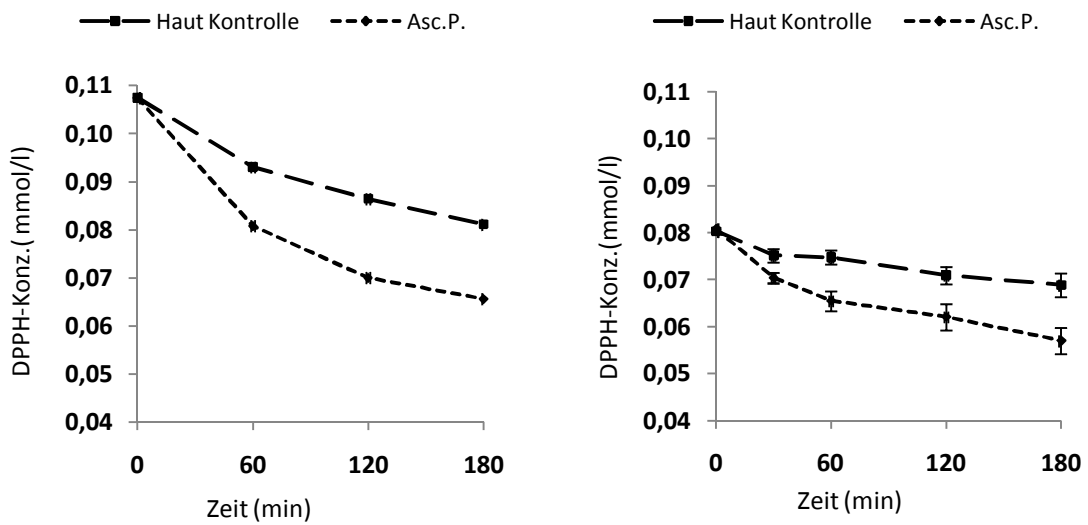 Haut Kontrolle Asc.P.
DPPH-Konz.( mmol/l)
0,11
0,10
0,09
0,08
0,07
0,06
0,05
0,04
0 60 120 180
Zeit (min)
Haut Kontrolle Asc.P.
DPPH-Konz.(mmol/l)
0,11
0,10
0,09
0,08
0,07
0,06
0,05
0,04
0 60 120 180
Zeit (min)